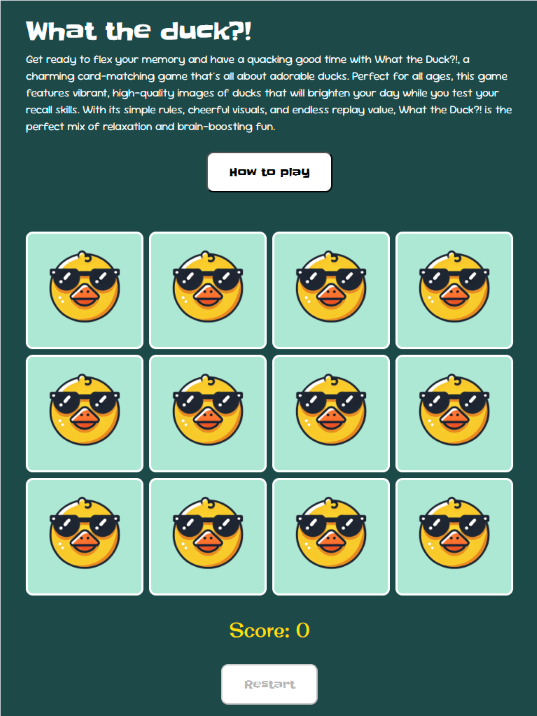 What the duck?!
Get ready to flex your memory and have a quacking good time with What the Duck?!, a
charming card-matching game that's all about adorable ducks. Perfect for all ages, this game
features vibrant, high-quality images of ducks that will brighten your day while you test your
recall skills. With its simple rules, cheerful visuals, and endless replay value, What the Duck?! is the
perfect mix of relaxation and brain-boosting fun.
How to play
Score: 0
Restart